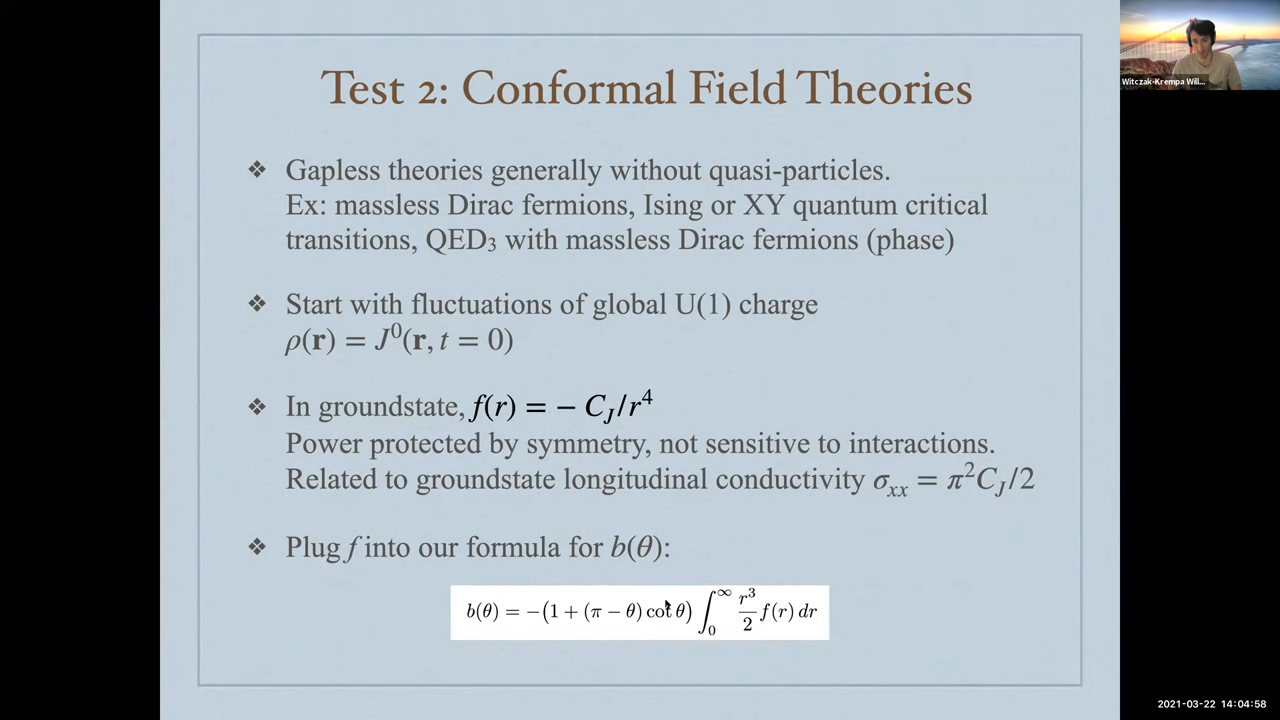 Test 2: Conformal Field Theories
❖ Gapless theories generally without quasi-particles.
Ex: massless Dirac fermions, Ising or XY quantum critical
transitions, QED₃ with massless Dirac fermions (phase)
❖ Start with fluctuations of global U(1) charge
ρ(r) = J⁰(r, t = 0)
❖ In groundstate, f(r) = − C_J/r⁴
Power protected by symmetry, not sensitive to interactions.
Related to groundstate longitudinal conductivity σ_xx = π²C_J/2
❖ Plug f into our formula for b(θ):
b(θ) = −(1 + (π − θ) cot θ) ∫₀^∞ r³/2 f(r) dr
Witczak-Krempa Will...
2021-03-22 14:04:58